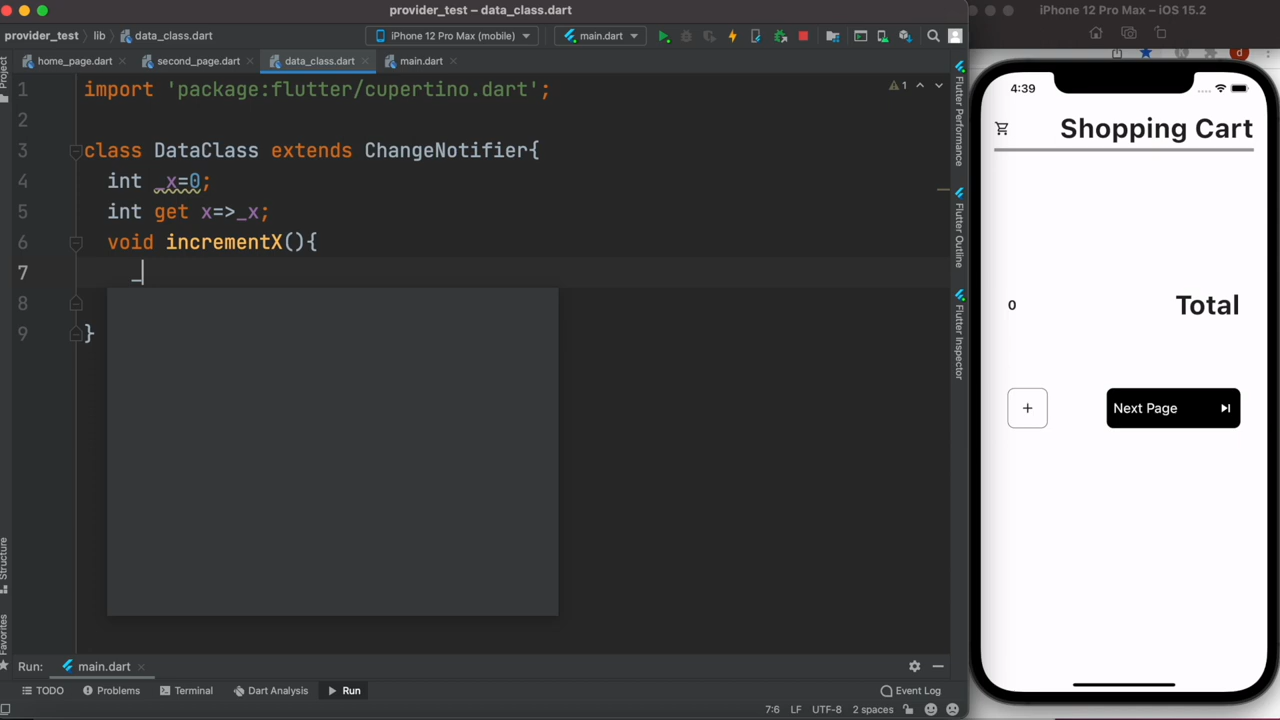 provider_test – data_class.dart
provider_test
lib
data_class.dart
iPhone 12 Pro Max (mobile)
main.dart
home_page.dart
second_page.dart
data_class.dart
main.dart
Project
Structure
Favorites
1 import 'package:flutter/cupertino.dart';
2
3 class DataClass extends ChangeNotifier{
4 int _x=0;
5 int get x=>_x;
6 void incrementX(){
7 _
8
9 }
1
Flutter Performance
Flutter Outline
Flutter Inspector
Run:
main.dart
TODO
Problems
Terminal
Dart Analysis
Run
Event Log
7:6
LF
UTF-8
2 spaces
iPhone 12 Pro Max – iOS 15.2
d
4:39
Shopping Cart
0
Total
+
Next Page